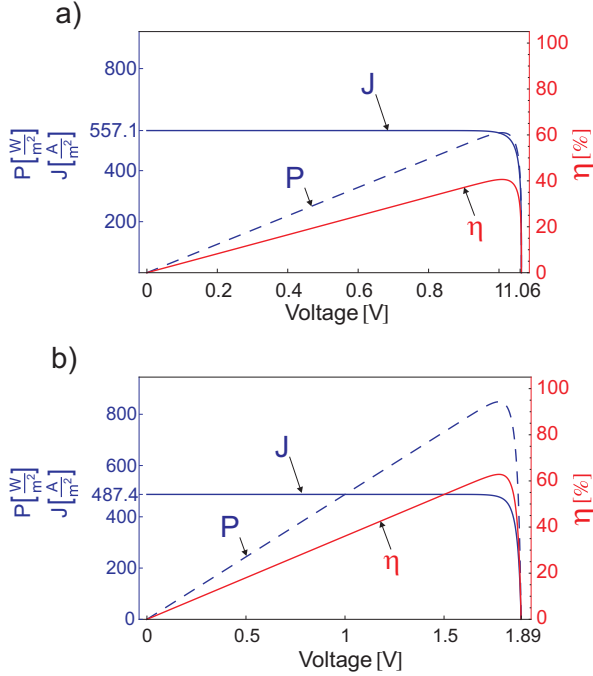 a)
J
P
η
P[W/m²]
J[A/m²]
800
557.1
400
200
η [%]
100
80
60
40
20
0
0 0.2 0.4 0.6 0.8 11.06
Voltage [V]
b)
J
P
η
P[W/m²]
J[A/m²]
800
600
487.4
400
200
0
η [%]
100
80
60
40
20
0
0 0.5 1 1.5 1.89
Voltage [V]